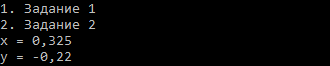 1. Задание 1
2. Задание 2
x = 0,325
y = -0,22